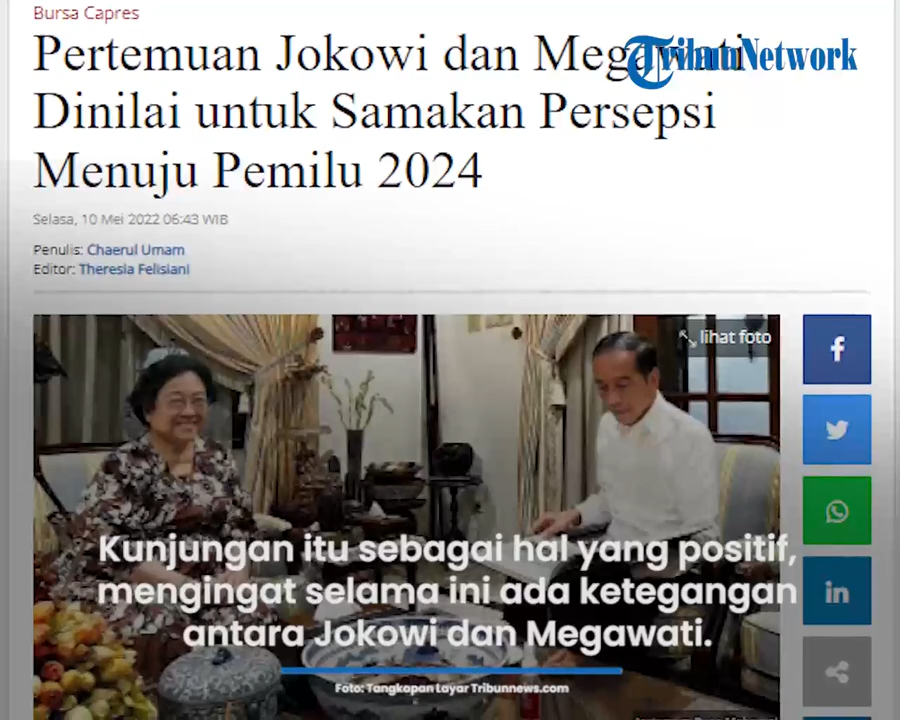 Bursa Capres
TribunNetwork
Pertemuan Jokowi dan Megawati
Dinilai untuk Samakan Persepsi
Menuju Pemilu 2024
Selasa, 10 Mei 2022 06:43 WIB
Penulis: Chaerul Umam
Editor: Theresia Felisiani
lihat foto
Kunjungan itu sebagai hal yang positif,
mengingat selama ini ada ketegangan
antara Jokowi dan Megawati.
Foto: Tangkapan Layar Tribunnews.com